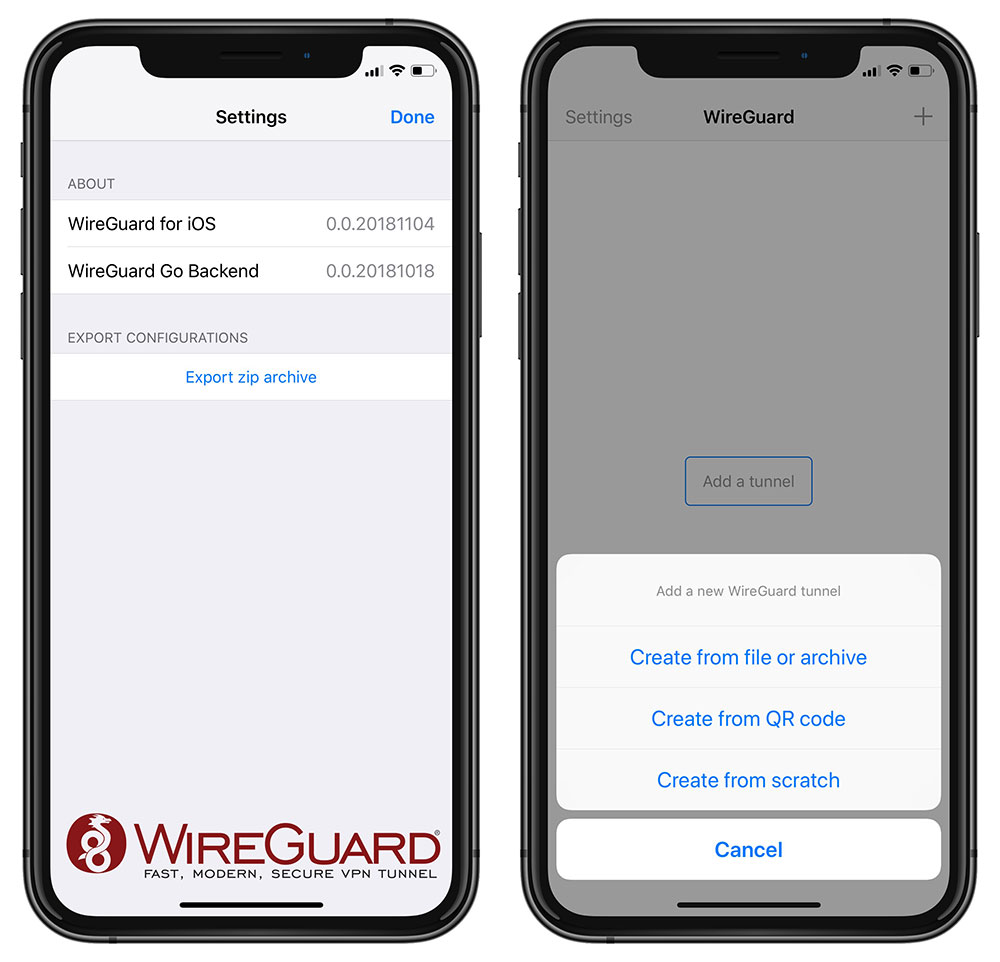 Settings
Done
ABOUT
WireGuard for iOS 0.0.20181104
WireGuard Go Backend 0.0.20181018
EXPORT CONFIGURATIONS
Export zip archive
WIREGUARD®
FAST, MODERN, SECURE VPN TUNNEL
Settings
WireGuard
Add a tunnel
Add a new WireGuard tunnel
Create from file or archive
Create from QR code
Create from scratch
Cancel